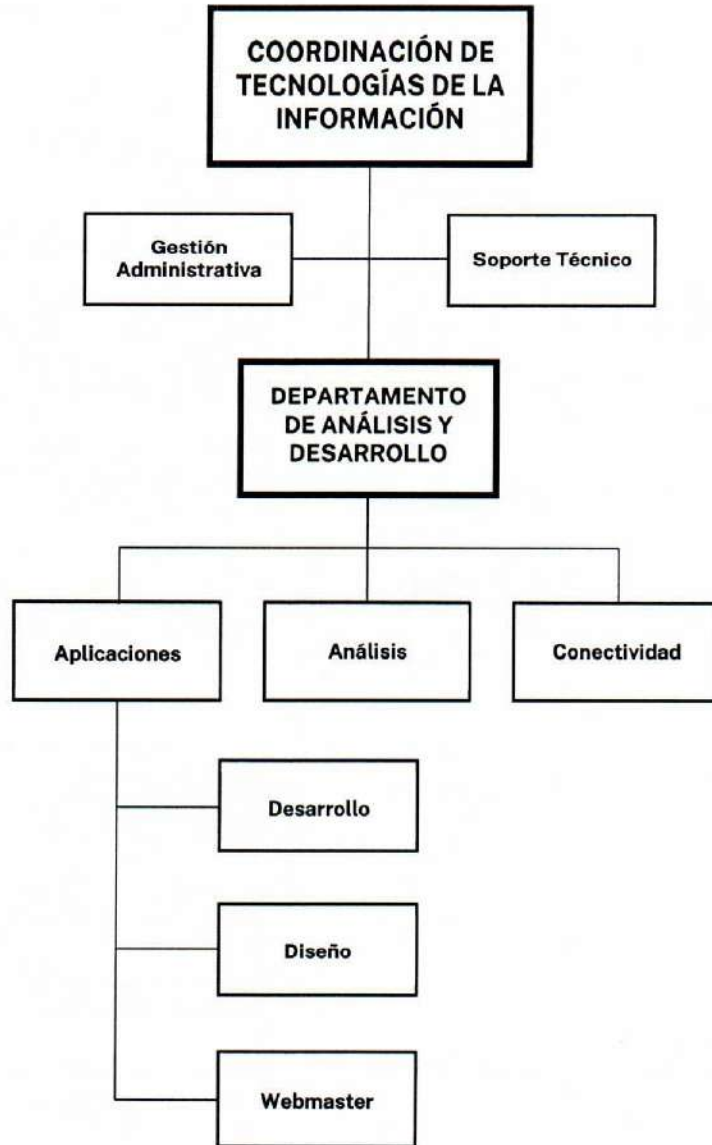 COORDINACIÓN DE
TECNOLOGÍAS DE LA
INFORMACIÓN
Gestión
Administrativa
Soporte Técnico
DEPARTAMENTO
DE ANÁLISIS Y
DESARROLLO
Aplicaciones
Análisis
Conectividad
Desarrollo
Diseño
Webmaster